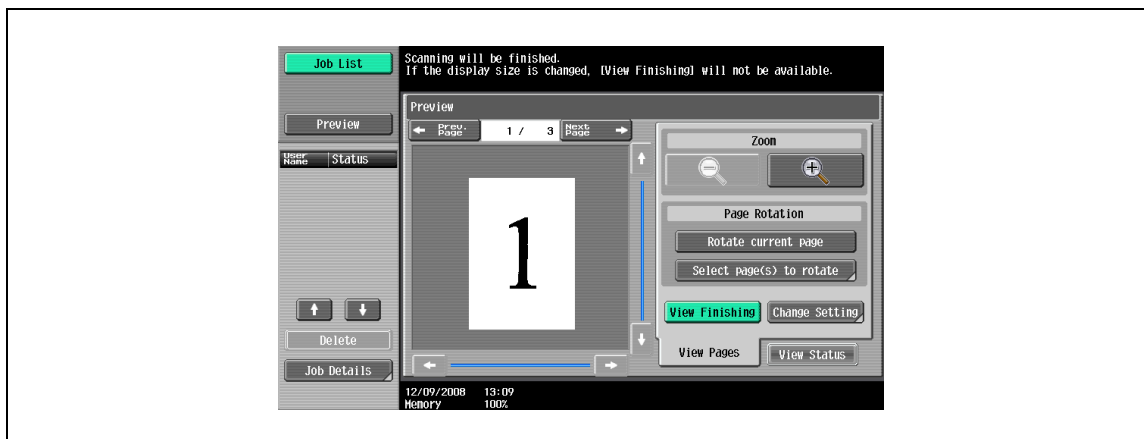 Job List
Scanning will be finished.
If the display size is changed, [View Finishing] will not be available.
Preview
Preview
Prev. Page
1 / 3
Next Page
User Name
Status
Zoom
1
Page Rotation
Rotate current page
Select page(s) to rotate
View Finishing
Change Setting
Delete
View Pages
View Status
Job Details
12/09/2008 13:09
Memory 100%